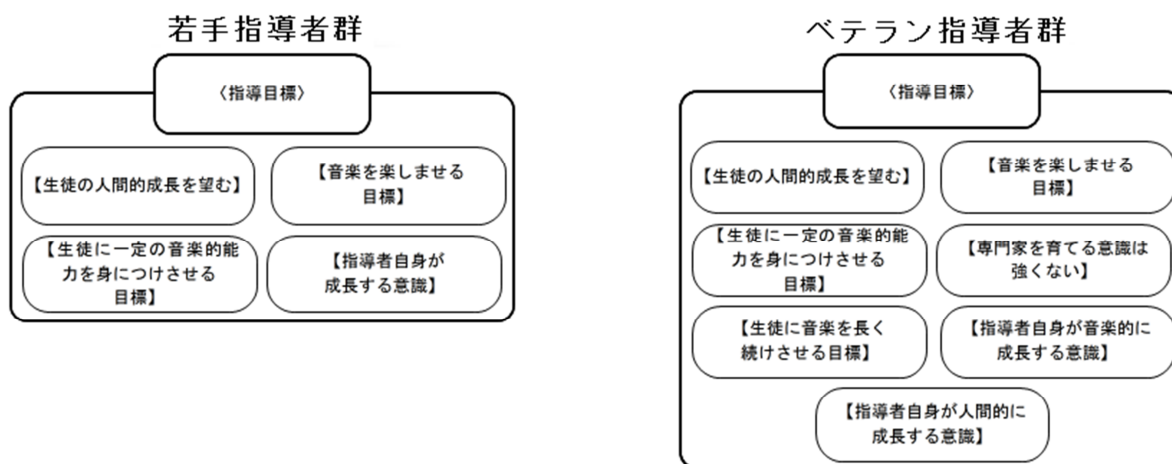 若手指導者群
〈指導目標〉
【生徒の人間的成長を望む】
【音楽を楽しませる
目標】
【生徒に一定の音楽的能
力を身につけさせる
目標】
【指導者自身が
成長する意識】
ベテラン指導者群
〈指導目標〉
【生徒の人間的成長を望む】
【音楽を楽しませる
目標】
【生徒に一定の音楽的能
力を身につけさせる
目標】
【専門家を育てる意識は
強くない】
【生徒に音楽を長く
続けさせる目標】
【指導者自身が音楽的に
成長する意識】
【指導者自身が人間的に
成長する意識】